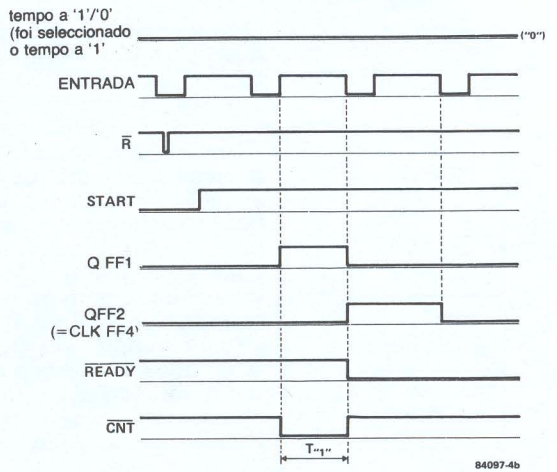 tempo a '1'/'0'
(foi seleccionado
o tempo a '1'
("0")
ENTRADA
R
START
Q FF1
QFF2
(=CLK FF4)
READY
CNT
T"1"
84097-4b